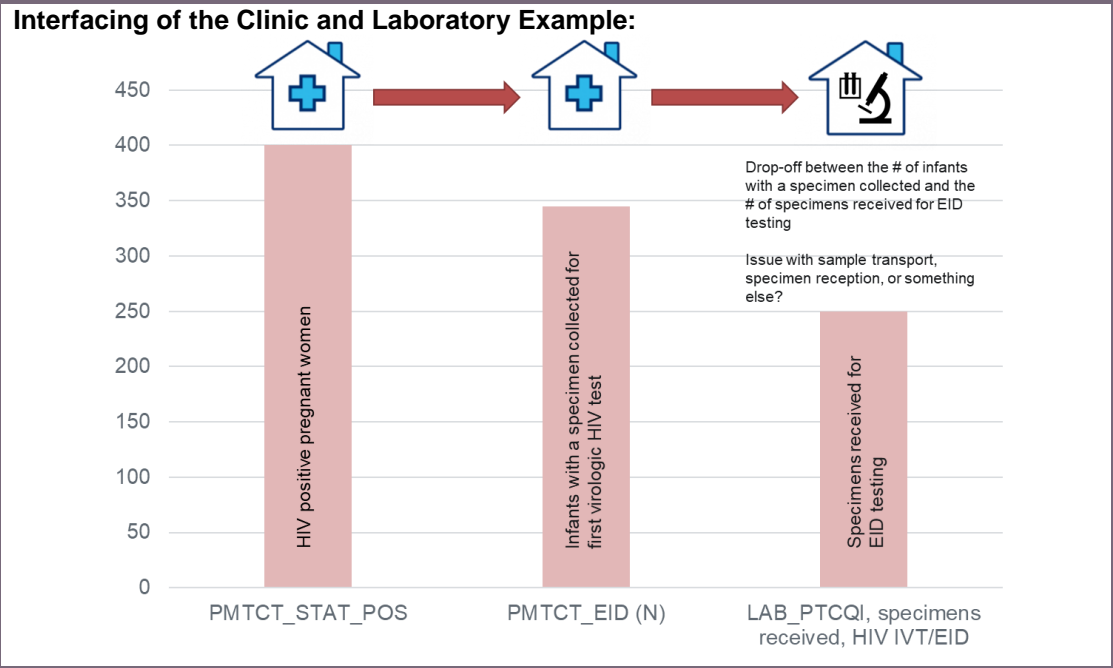 Interfacing of the Clinic and Laboratory Example:
450
400
350
300
250
200
150
100
50
0
HIV positive pregnant women
Infants with a specimen collected for
first virologic HIV test
Drop-off between the # of infants
with a specimen collected and the
# of specimens received for EID
testing
Issue with sample transport,
specimen reception, or something
else?
Specimens received for
EID testing
PMTCT_STAT_POS
PMTCT_EID (N)
LAB_PTCQI, specimens
received, HIV IVT/EID